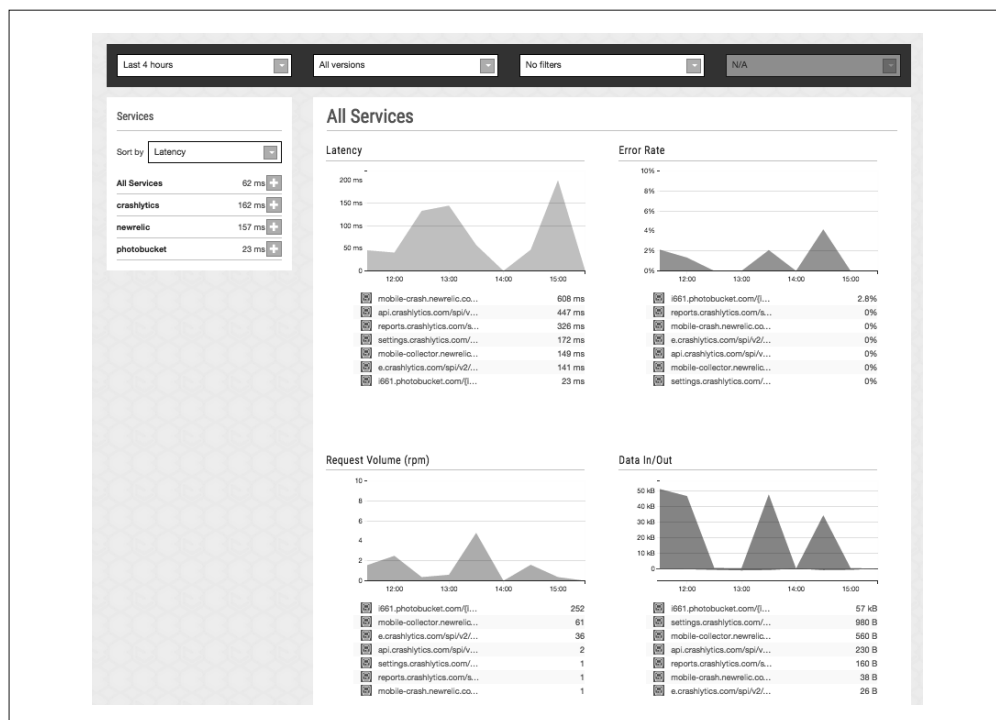 Last 4 hours
All versions
No filters
N/A
Services
Sort by Latency
All Services 62 ms
crashlytics 162 ms
newrelic 157 ms
photobucket 23 ms
All Services
Latency
200 ms
150 ms
100 ms
50 ms
0
12:00 13:00 14:00 15:00
mobile-crash.newrelic.co... 608 ms
api.crashlytics.com/spi/v... 447 ms
reports.crashlytics.com/s... 326 ms
settings.crashlytics.com/... 172 ms
mobile-collector.newrelic... 149 ms
e.crashlytics.com/spi/v2/... 141 ms
i661.photobucket.com/[l... 23 ms
Error Rate
10%
8%
6%
4%
2%
0%
12:00 13:00 14:00 15:00
i661.photobucket.com/[l... 2.8%
reports.crashlytics.com/s... 0%
mobile-crash.newrelic.co... 0%
e.crashlytics.com/spi/v2/... 0%
api.crashlytics.com/spi/v... 0%
mobile-collector.newrelic... 0%
settings.crashlytics.com/... 0%
Request Volume (rpm)
10
8
6
4
2
0
12:00 13:00 14:00 15:00
i661.photobucket.com/[l... 252
mobile-collector.newrelic... 61
e.crashlytics.com/spi/v2/... 36
api.crashlytics.com/spi/v... 2
settings.crashlytics.com/... 1
reports.crashlytics.com/s... 1
mobile-crash.newrelic.co... 1
Data In/Out
50 kB
40 kB
30 kB
20 kB
10 kB
0
12:00 13:00 14:00 15:00
i661.photobucket.com/[l... 57 kB
settings.crashlytics.com/... 980 B
mobile-collector.newrelic... 560 B
api.crashlytics.com/spi/v... 230 B
reports.crashlytics.com/s... 160 B
mobile-crash.newrelic.co... 38 B
e.crashlytics.com/spi/v2/... 26 B